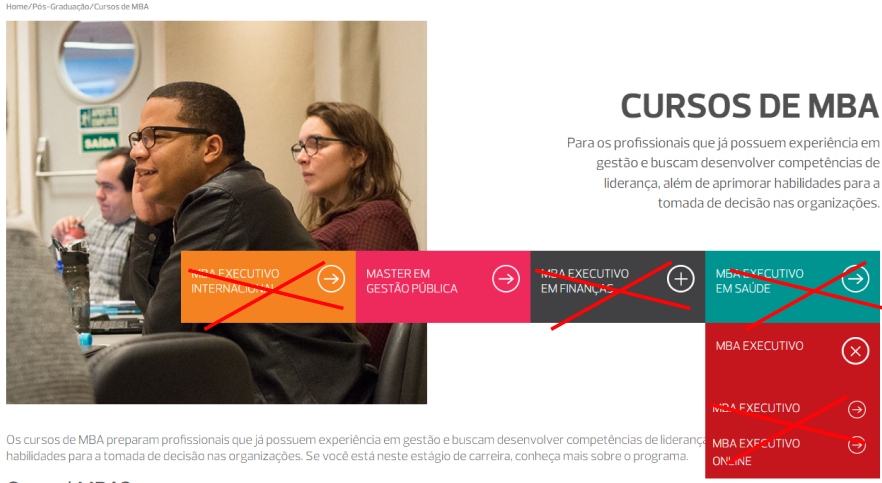 Home/Pós-Graduação/Cursos de MBA
SAÍDA
CURSOS DE MBA
Para os profissionais que já possuem experiência em
gestão e buscam desenvolver competências de
liderança, além de aprimorar habilidades para a
tomada de decisão nas organizações.
MBA EXECUTIVO
INTERNACIONAL
MASTER EM
GESTÃO PÚBLICA
MBA EXECUTIVO
EM FINANÇAS
MBA EXECUTIVO
EM SAÚDE
MBA EXECUTIVO
MBA EXECUTIVO
MBA EXECUTIVO
ONLINE
Os cursos de MBA preparam profissionais que já possuem experiência em gestão e buscam desenvolver competências de lideranç
habilidades para a tomada de decisão nas organizações. Se você está neste estágio de carreira, conheça mais sobre o programa.